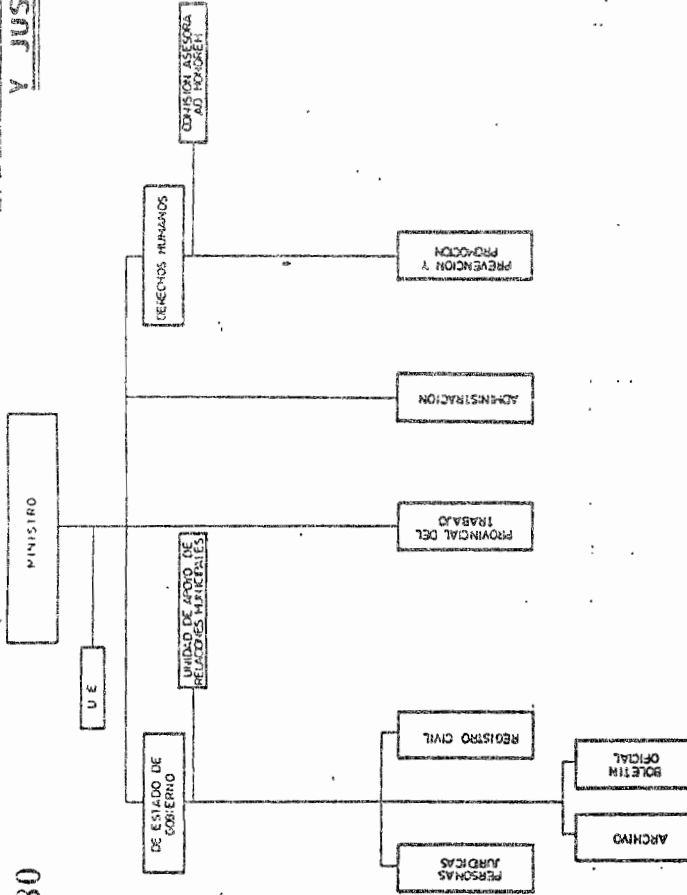 30
Y JUS
MINISTRO
U E
DE ESTADO DE
GOBIERNO
DERECHOS HUMANOS
UNIDAD DE APOYO DE
RELACIONES MUNICIPALES
COMISION ASESORA
AD HONOREM
PERSONAS
JURIDICAS
REGISTRO CIVIL
PROVINCIAL DEL
TRABAJO
ADMINISTRACION
PREVENCION Y
PROMOCION
ARCHIVO
BOLETIN
OFICIAL